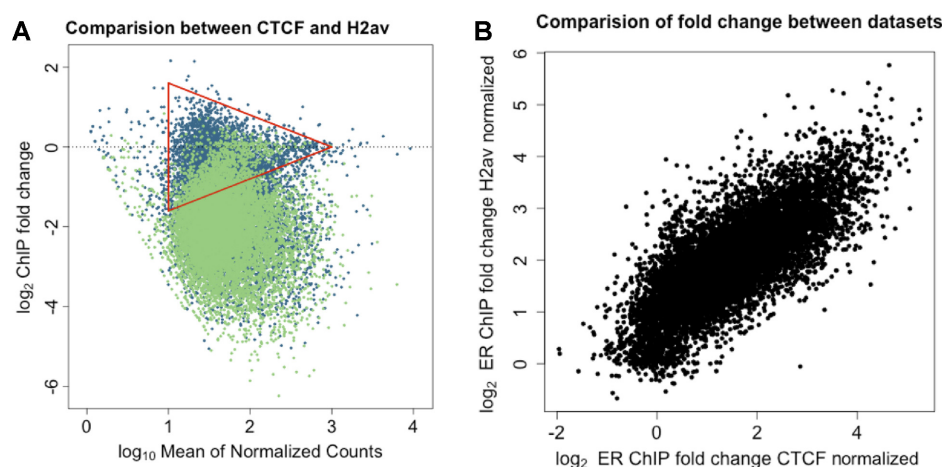 A
Comparision between CTCF and H2av
log₂ ChIP fold change
2
0
-2
-4
-6
0
1
2
3
4
log₁₀ Mean of Normalized Counts
B
Comparision of fold change between datasets
log₂ ER ChIP fold change H2av normalized
6
5
4
3
2
1
0
-2
0
2
4
log₂ ER ChIP fold change CTCF normalized